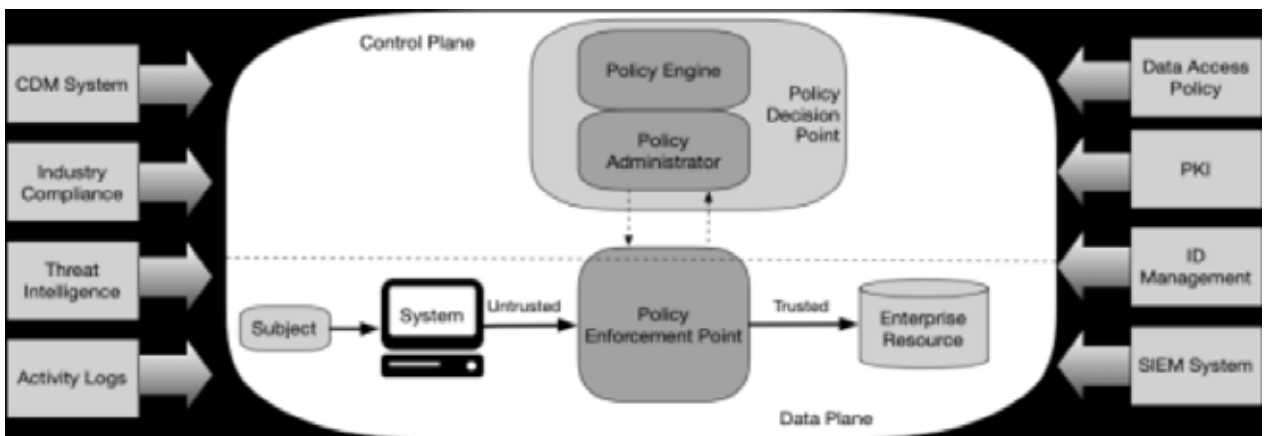 Control Plane
CDM System
Industry
Compliance
Threat
Intelligence
Activity Logs
Policy Engine
Policy
Administrator
Policy
Decision
Point
Subject
System
Untrusted
Policy
Enforcement Point
Trusted
Enterprise
Resource
Data Plane
Data Access
Policy
PKI
ID
Management
SIEM System